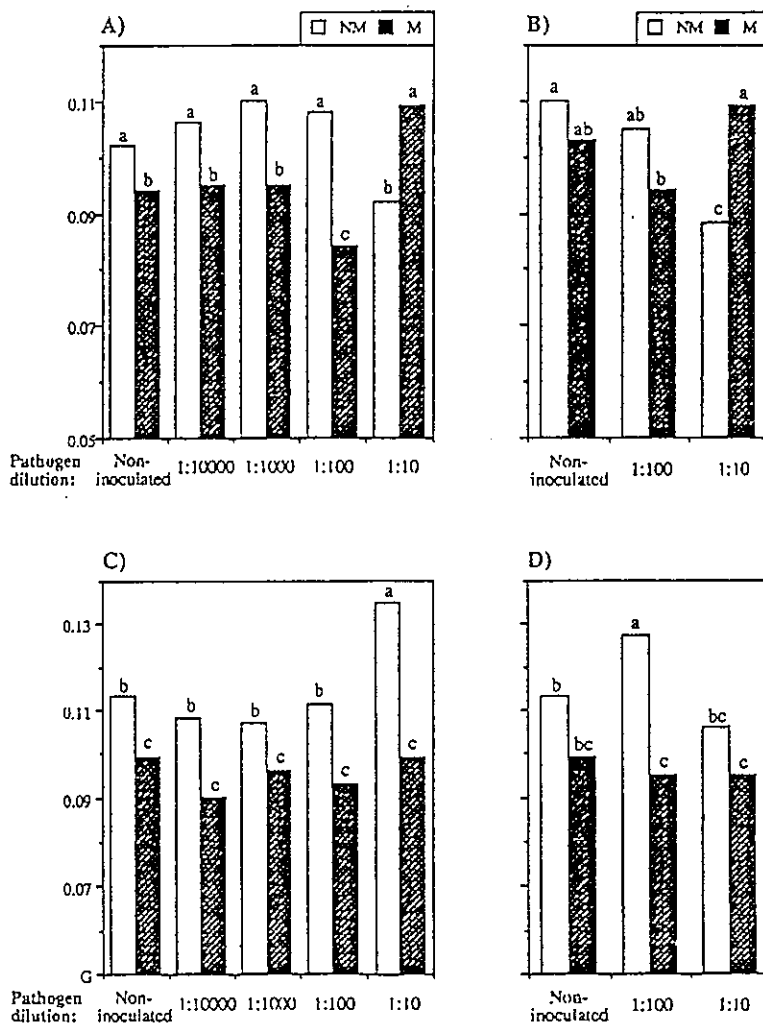 A)
□ NM ■ M
B)
□ NM ■ M
0.11
0.09
0.07
0.05
a b a b a b a c b a
a ab ab b c a
Pathogen dilution:
Non-inoculated 1:10000 1:1000 1:100 1:10
Non-inoculated 1:100 1:10
C)
D)
0.13
0.11
0.09
0.07
G
b c b c b c b c a c
b bc a c bc c
Pathogen dilution:
Non-inoculated 1:10000 1:1000 1:100 1:10
Non-inoculated 1:100 1:10